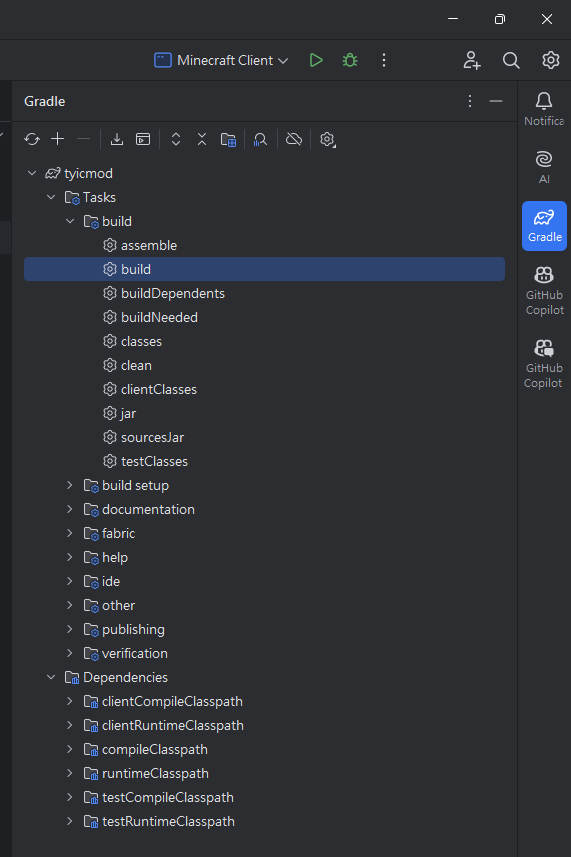 Minecraft Client
Gradle
tyicmod
Tasks
build
assemble
build
buildDependents
buildNeeded
classes
clean
clientClasses
jar
sourcesJar
testClasses
build setup
documentation
fabric
help
ide
other
publishing
verification
Dependencies
clientCompileClasspath
clientRuntimeClasspath
compileClasspath
runtimeClasspath
testCompileClasspath
testRuntimeClasspath
Notifica
AI
Gradle
GitHub
Copilot
GitHub
Copilot